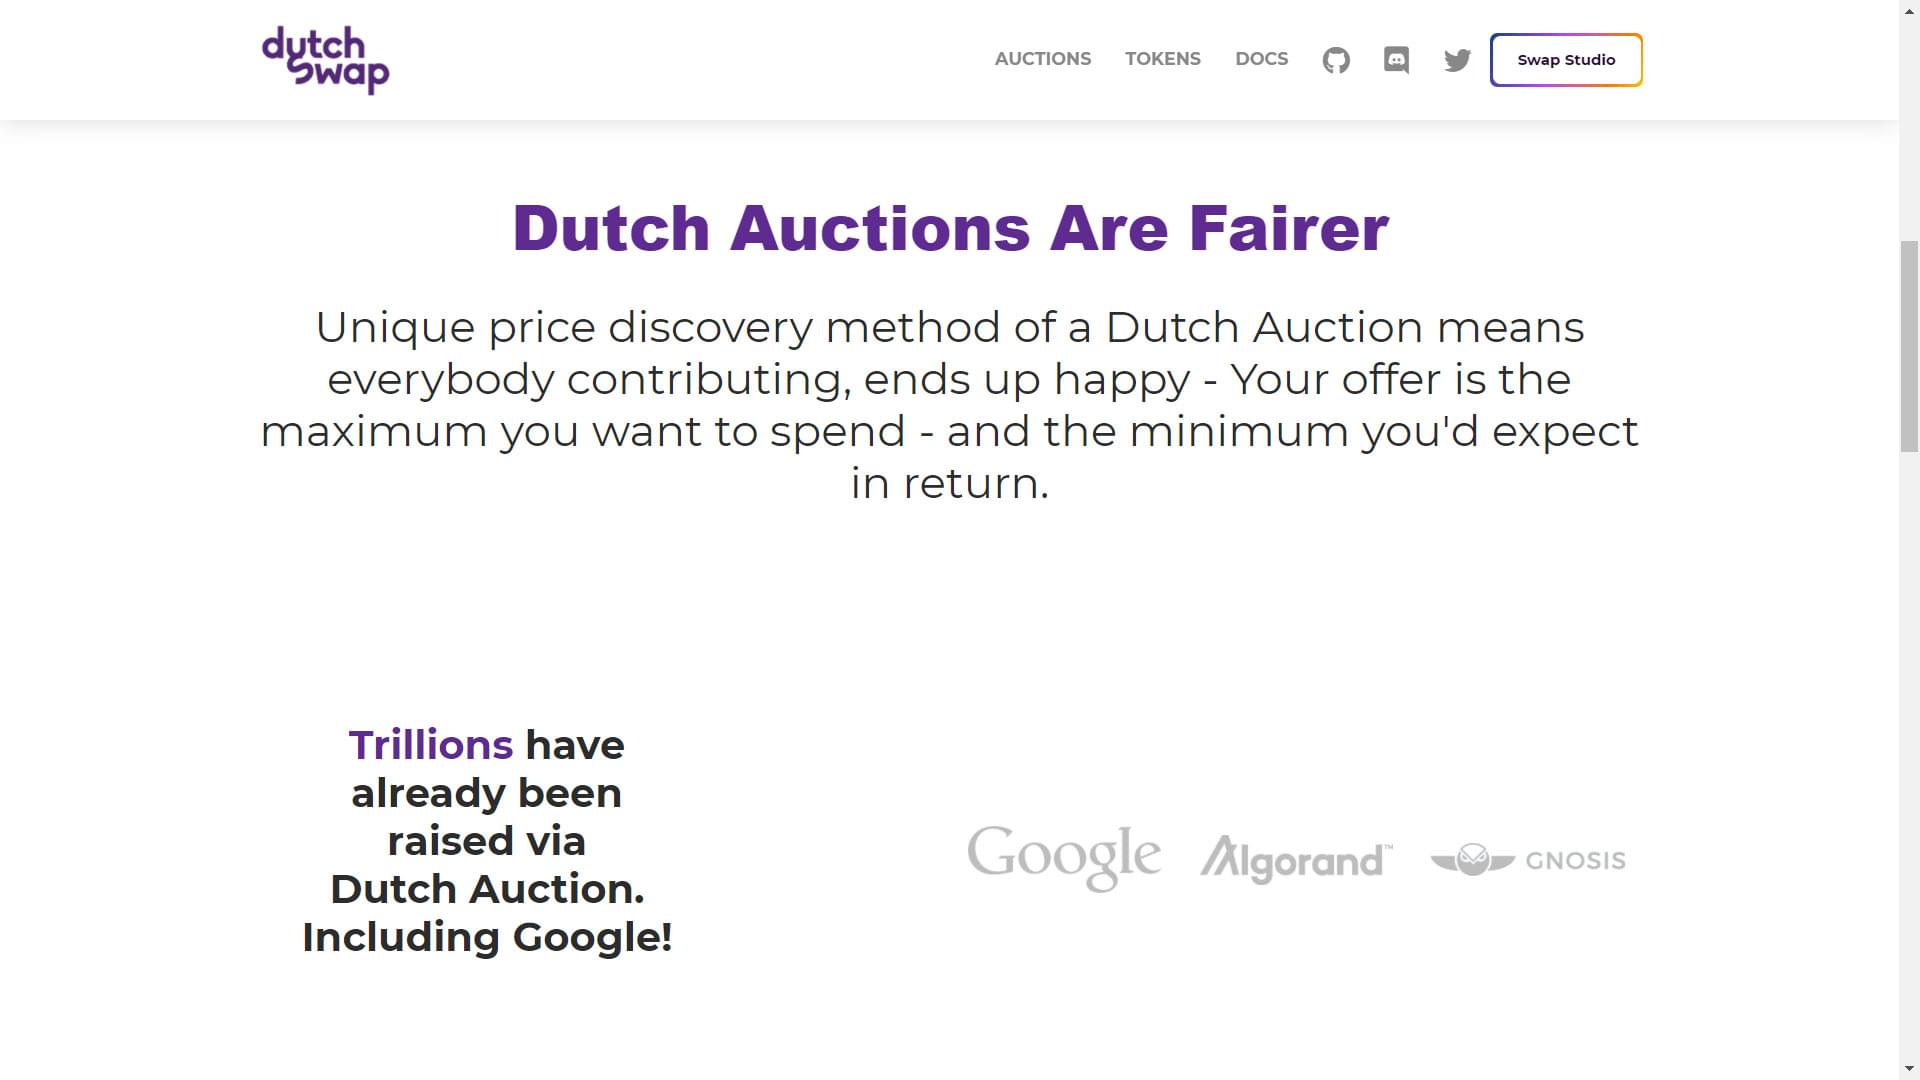 dutch
swap
AUCTIONS TOKENS DOCS Swap Studio
Dutch Auctions Are Fairer
Unique price discovery method of a Dutch Auction means
everybody contributing, ends up happy - Your offer is the
maximum you want to spend - and the minimum you'd expect
in return.
Trillions have
already been
raised via
Dutch Auction.
Including Google!
Google Algorand™ GNOSIS